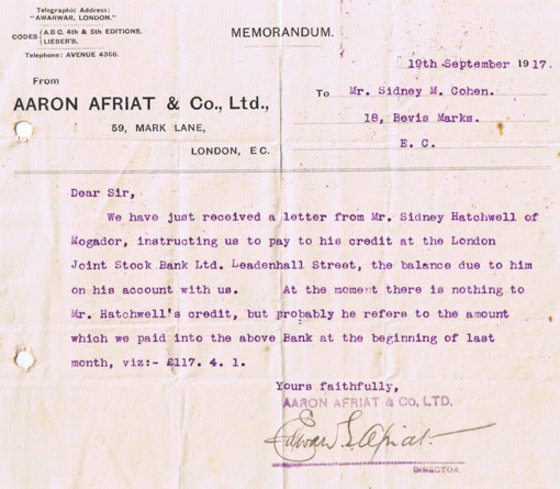 Telegraphic Address:
"AWARWAR, LONDON."
CODES { A.B.C. 4th & 5th EDITIONS.
LIEBER'S.
Telephone: AVENUE 4366.
MEMORANDUM.
19th September 1917.
From
To Mr. Sidney M. Cohen.
AARON AFRIAT & Co., Ltd.,
18, Bevis Marks.
59, MARK LANE,
E. C.
LONDON, E C.
Dear Sir,
We have just received a letter from Mr. Sidney Hatchwell of
Mogador, instructing us to pay to his credit at the London
Joint Stock Bank Ltd. Leadenhall Street, the balance due to him
on his account with us. At the moment there is nothing to
Mr. Hatchwell's credit, but probably he refers to the amount
which we paid into the above Bank at the beginning of last
month, viz:- £117. 4. 1.
Yours faithfully,
AARON AFRIAT & CO. LTD.
Edward L Afriat
DIRECTOR